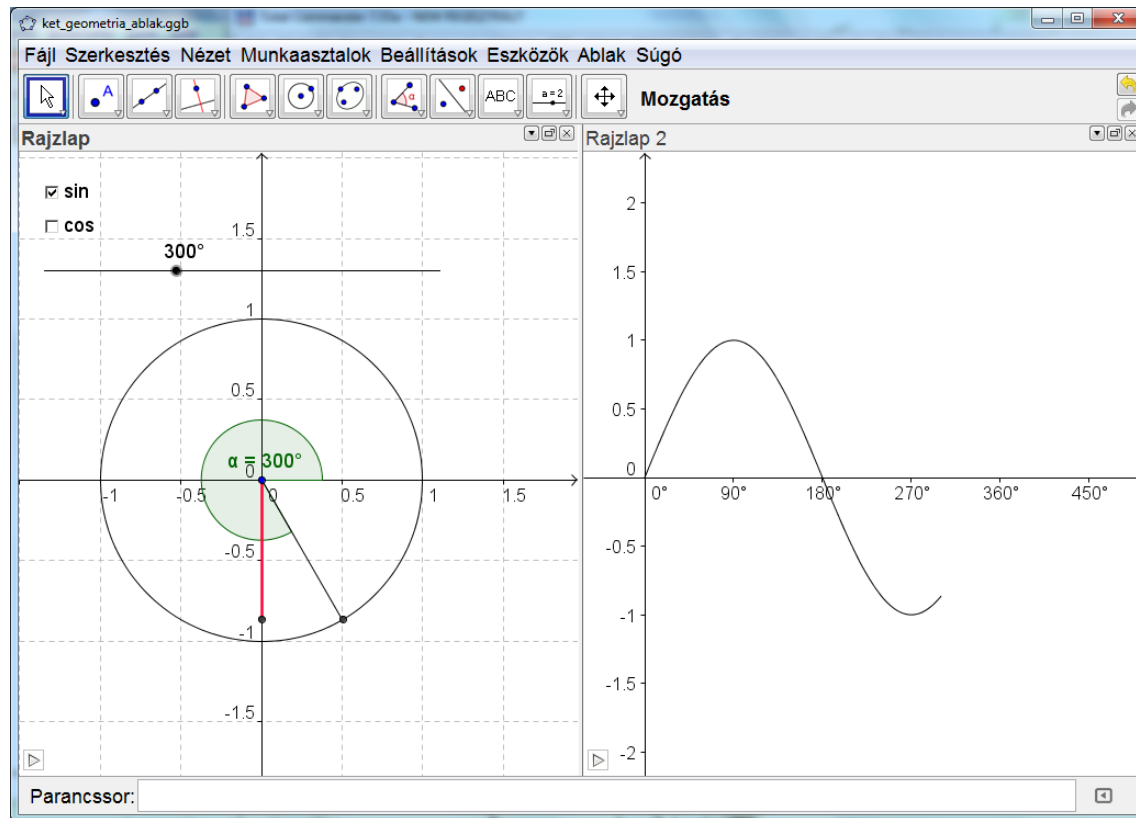 ket_geometria_ablak.ggb
Fájl Szerkesztés Nézet Munkaasztalok Beállítások Eszközök Ablak Súgó
A
α
ABC
a = 2
Mozgatás
Rajzlap
Rajzlap 2
sin
cos
300°
1.5
1
0.5
α = 300°
0
-1 -0.5 0 0.5 1 1.5
-0.5
-1
-1.5
2
1.5
1
0.5
0
0° 90° 180° 270° 360° 450°
-0.5
-1
-1.5
-2
Parancssor: